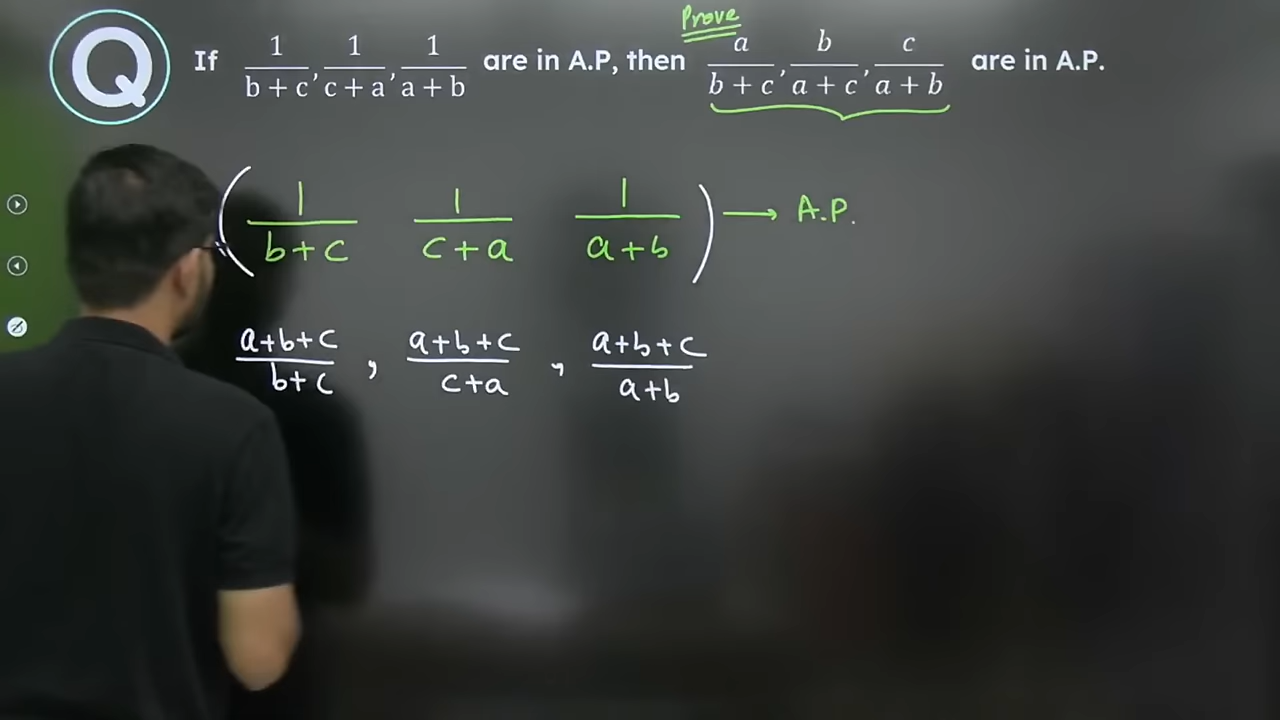 Prove
Q If 1/(b+c), 1/(c+a), 1/(a+b) are in A.P, then a/(b+c), b/(a+c), c/(a+b) are in A.P.
( 1/(b+c) 1/(c+a) 1/(a+b) ) → A.P.
(a+b+c)/(b+c) , (a+b+c)/(c+a) , (a+b+c)/(a+b)